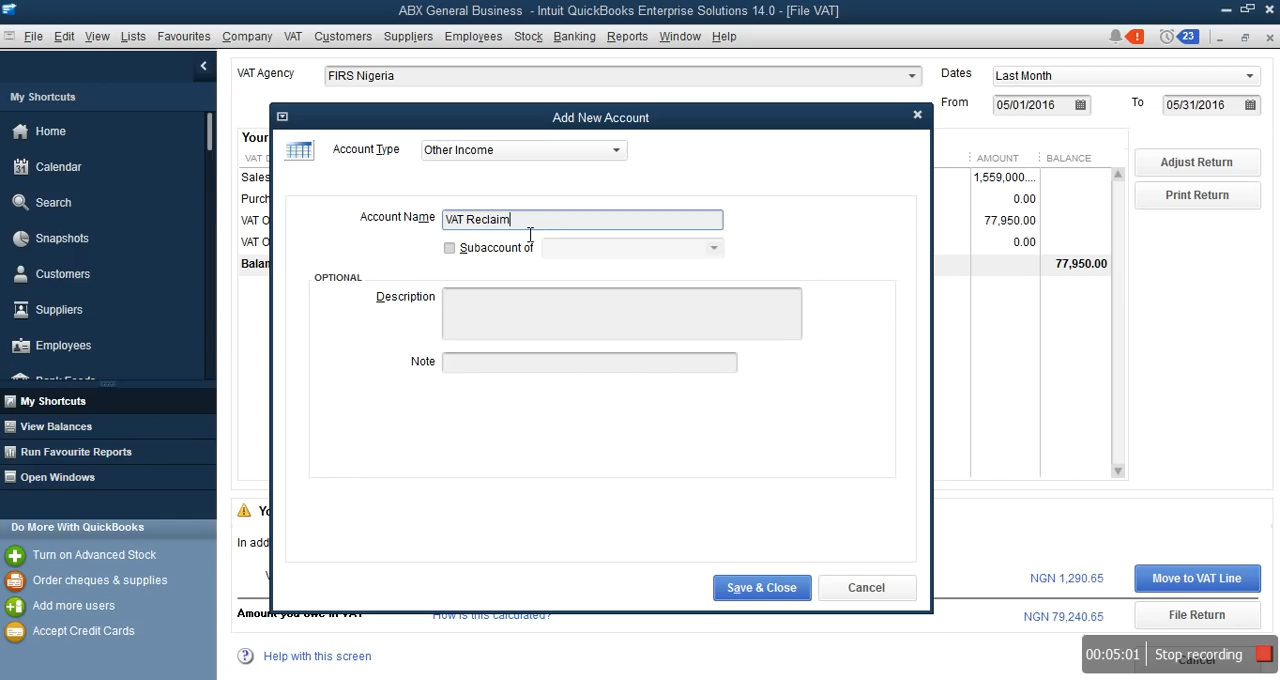 ABX General Business - Intuit QuickBooks Enterprise Solutions 14.0 - [File VAT]
File Edit View Lists Favourites Company VAT Customers Suppliers Employees Stock Banking Reports Window Help
! 23
My Shortcuts
Home
Calendar
Search
Snapshots
Customers
Suppliers
Employees
My Shortcuts
View Balances
Run Favourite Reports
Open Windows
Do More With QuickBooks
Turn on Advanced Stock
Order cheques & supplies
Add more users
Accept Credit Cards
VAT Agency FIRS Nigeria Dates Last Month
From 05/01/2016 To 05/31/2016
Your
AMOUNT BALANCE
Sales 1,559,000....
0.00
VAT O 77,950.00
VAT O 0.00
77,950.00
Adjust Return
Print Return
Add New Account
Account Type Other Income
Account Name VAT Reclaim
Subaccount of
OPTIONAL
Description
Note
Save & Close Cancel
In add
NGN 1,290.65 Move to VAT Line
Amount you owe in VAT How is this calculated? NGN 79,240.65 File Return
Help with this screen
00:05:01 Stop recording
Cancel